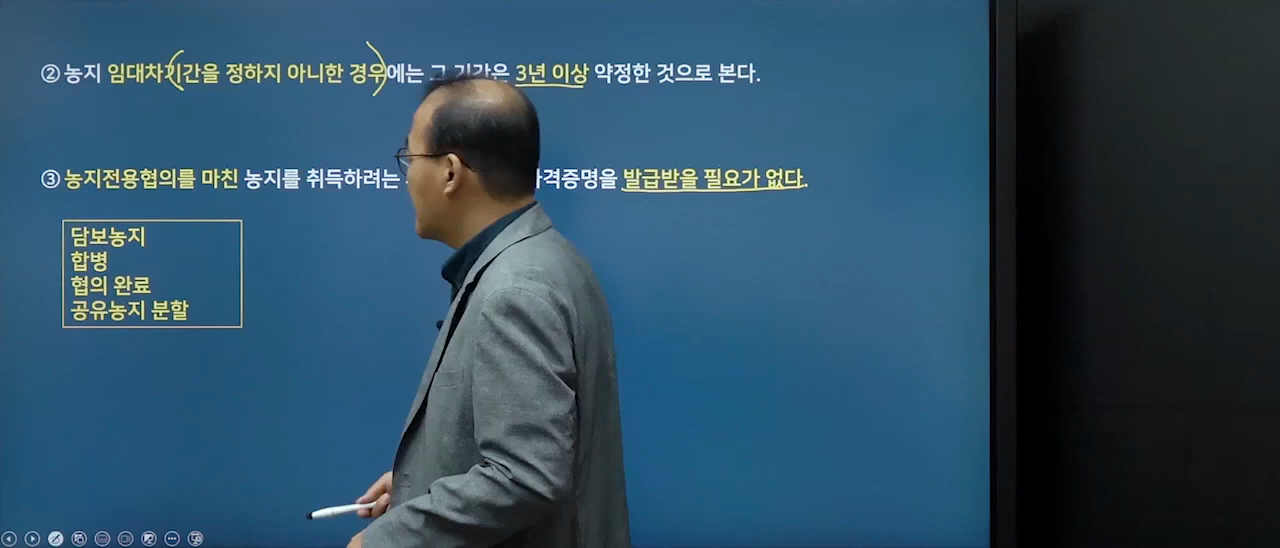 ② 농지 임대차기간을 정하지 아니한 경우에는 그 기간은 3년 이상 약정한 것으로 본다.
③ 농지전용협의를 마친 농지를 취득하려는 자격증명을 발급받을 필요가 없다.
담보농지
합병
협의 완료
공유농지 분할